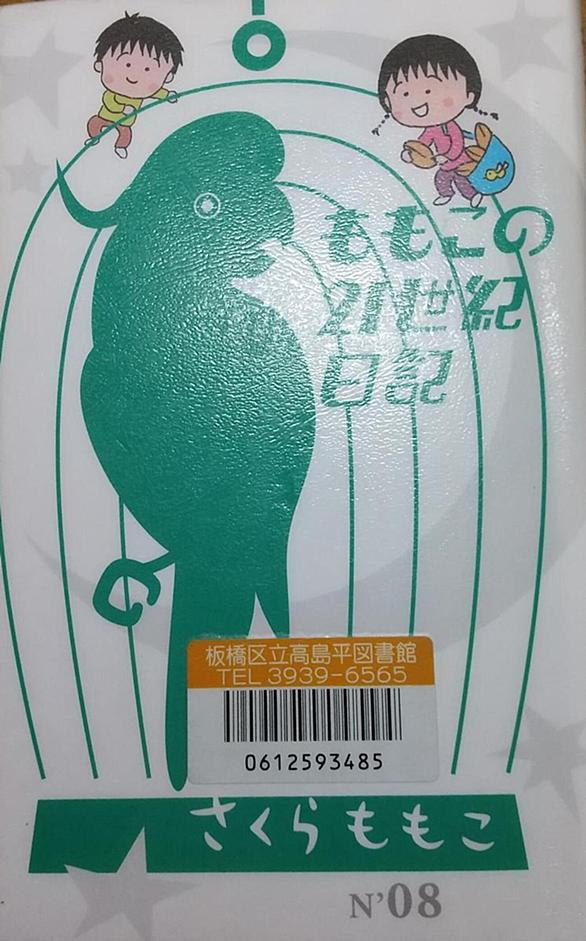 ももこの
21世紀
日記
板橋区立高島平図書館
TEL 3939-6565
0612593485
さくらももこ
N'08